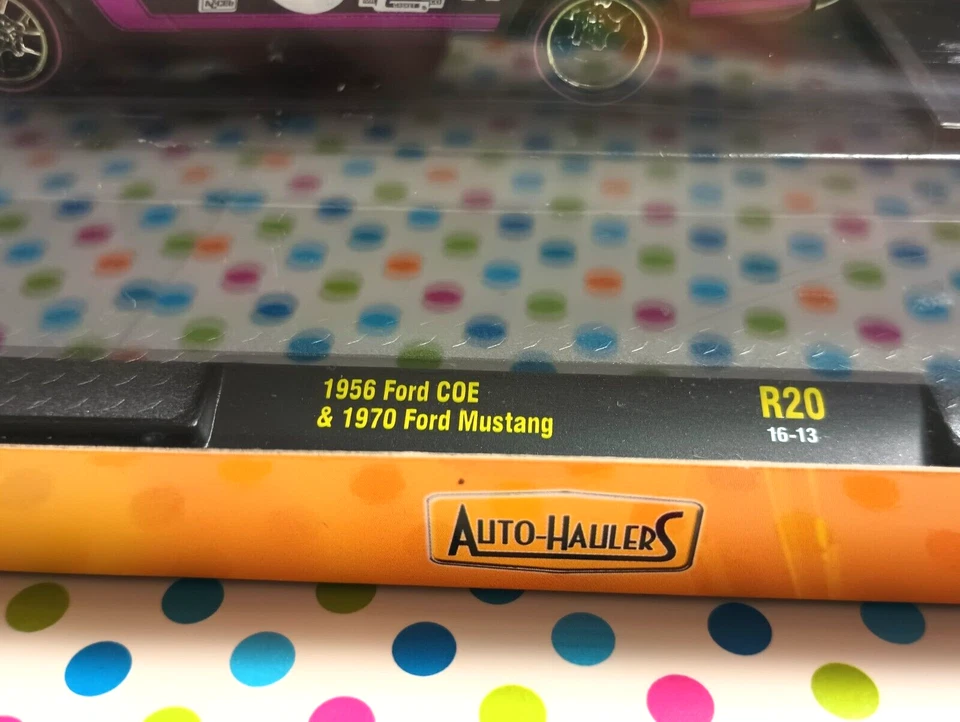 1956 Ford COE
& 1970 Ford Mustang
R20
16-13
AUTO-HAULERS